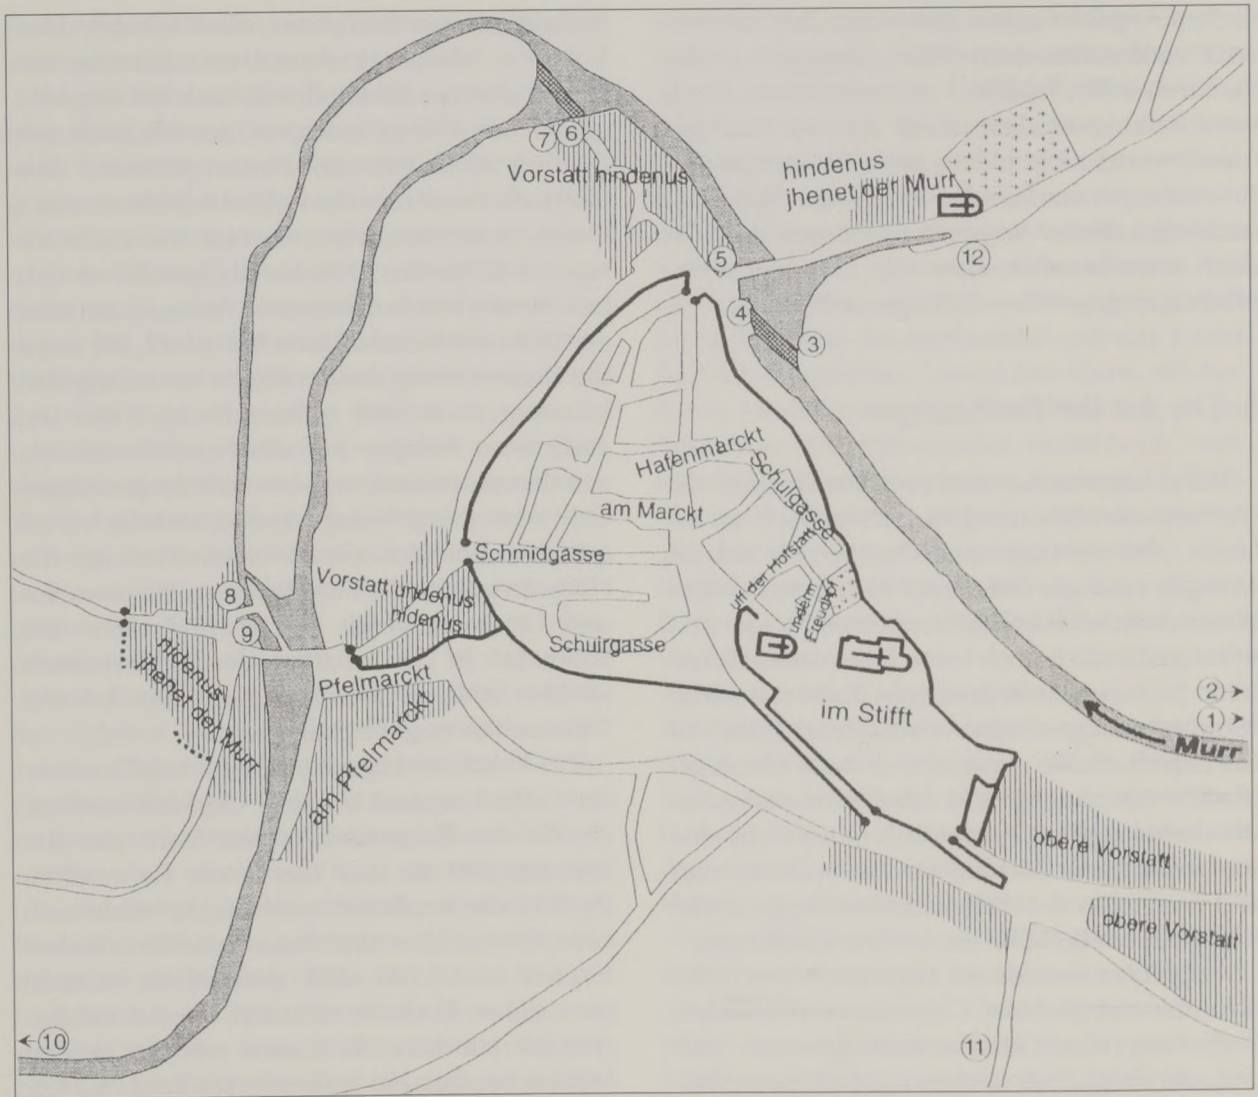 7
6
Vorstatt hindenus
hindenus
jhenet der Murr
12
5
4
3
Hafenmarckt
Schulgasse
am Marckt
Schmidgasse
uff der Hofstatt
underm
Freydhof
Vorstatt undenus
nidenus
8
9
Schuirgasse
nidenus
jhenet der Murr
Pfelmarckt
am Pfelmarckt
im Stifft
2
1
Murr
obere Vorstatt
obere Vorstatt
10
11